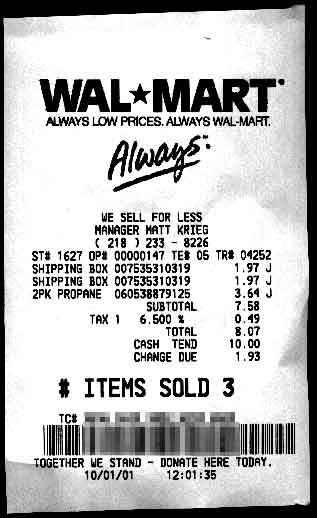 WAL★MART
ALWAYS LOW PRICES. ALWAYS WAL-MART.
Always.
WE SELL FOR LESS
MANAGER MATT KRIEG
( 218 ) 233 - 8226
ST# 1627 OP# 00000147 TE# 05 TR# 04252
SHIPPING BOX 007535310319 1.97 J
SHIPPING BOX 007535310319 1.97 J
2PK PROPANE 060538879125 3.64 J
SUBTOTAL 7.58
TAX 1 6.500 % 0.49
TOTAL 8.07
CASH TEND 10.00
CHANGE DUE 1.93
# ITEMS SOLD 3
TC#
TOGETHER WE STAND - DONATE HERE TODAY.
10/01/01 12:01:35